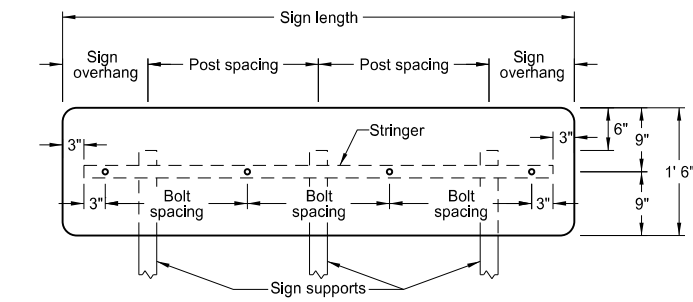 Sign length
Sign
overhang
Post spacing
Post spacing
Sign
overhang
Stringer
3"
3"
6"
9"
1' 6"
3"
Bolt
spacing
Bolt
spacing
Bolt
spacing
3"
9"
Sign supports